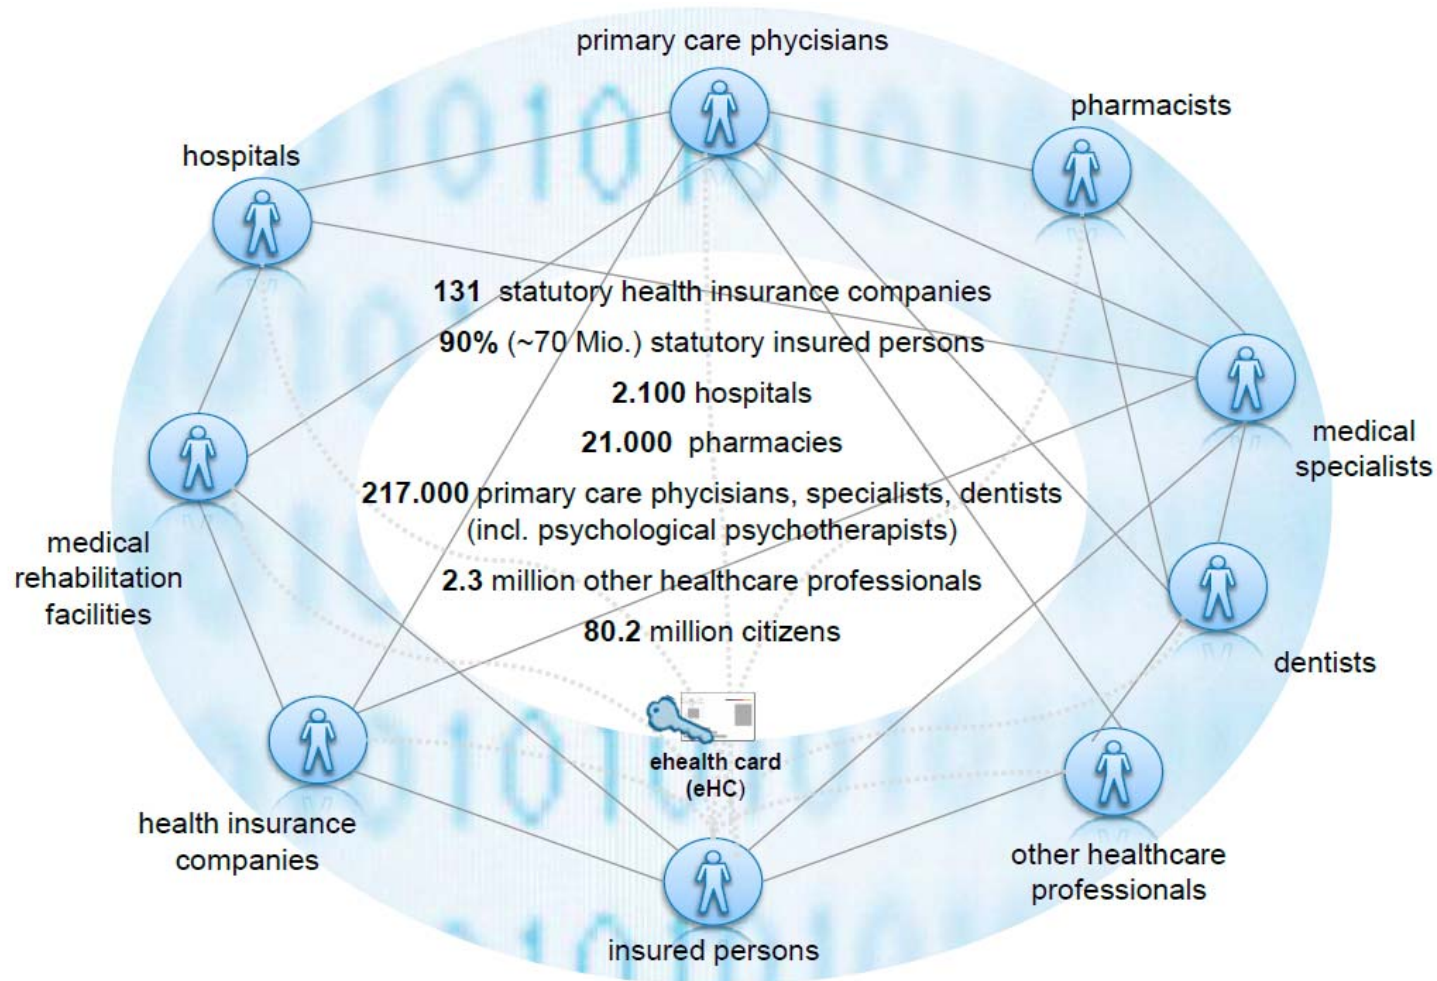 primary care phycisians
pharmacists
hospitals
131 statutory health insurance companies
90% (~70 Mio.) statutory insured persons
2.100 hospitals
21.000 pharmacies
217.000 primary care phycisians, specialists, dentists
(incl. psychological psychotherapists)
2.3 million other healthcare professionals
80.2 million citizens
medical
specialists
medical
rehabilitation
facilities
dentists
ehealth card
(eHC)
health insurance
companies
other healthcare
professionals
insured persons